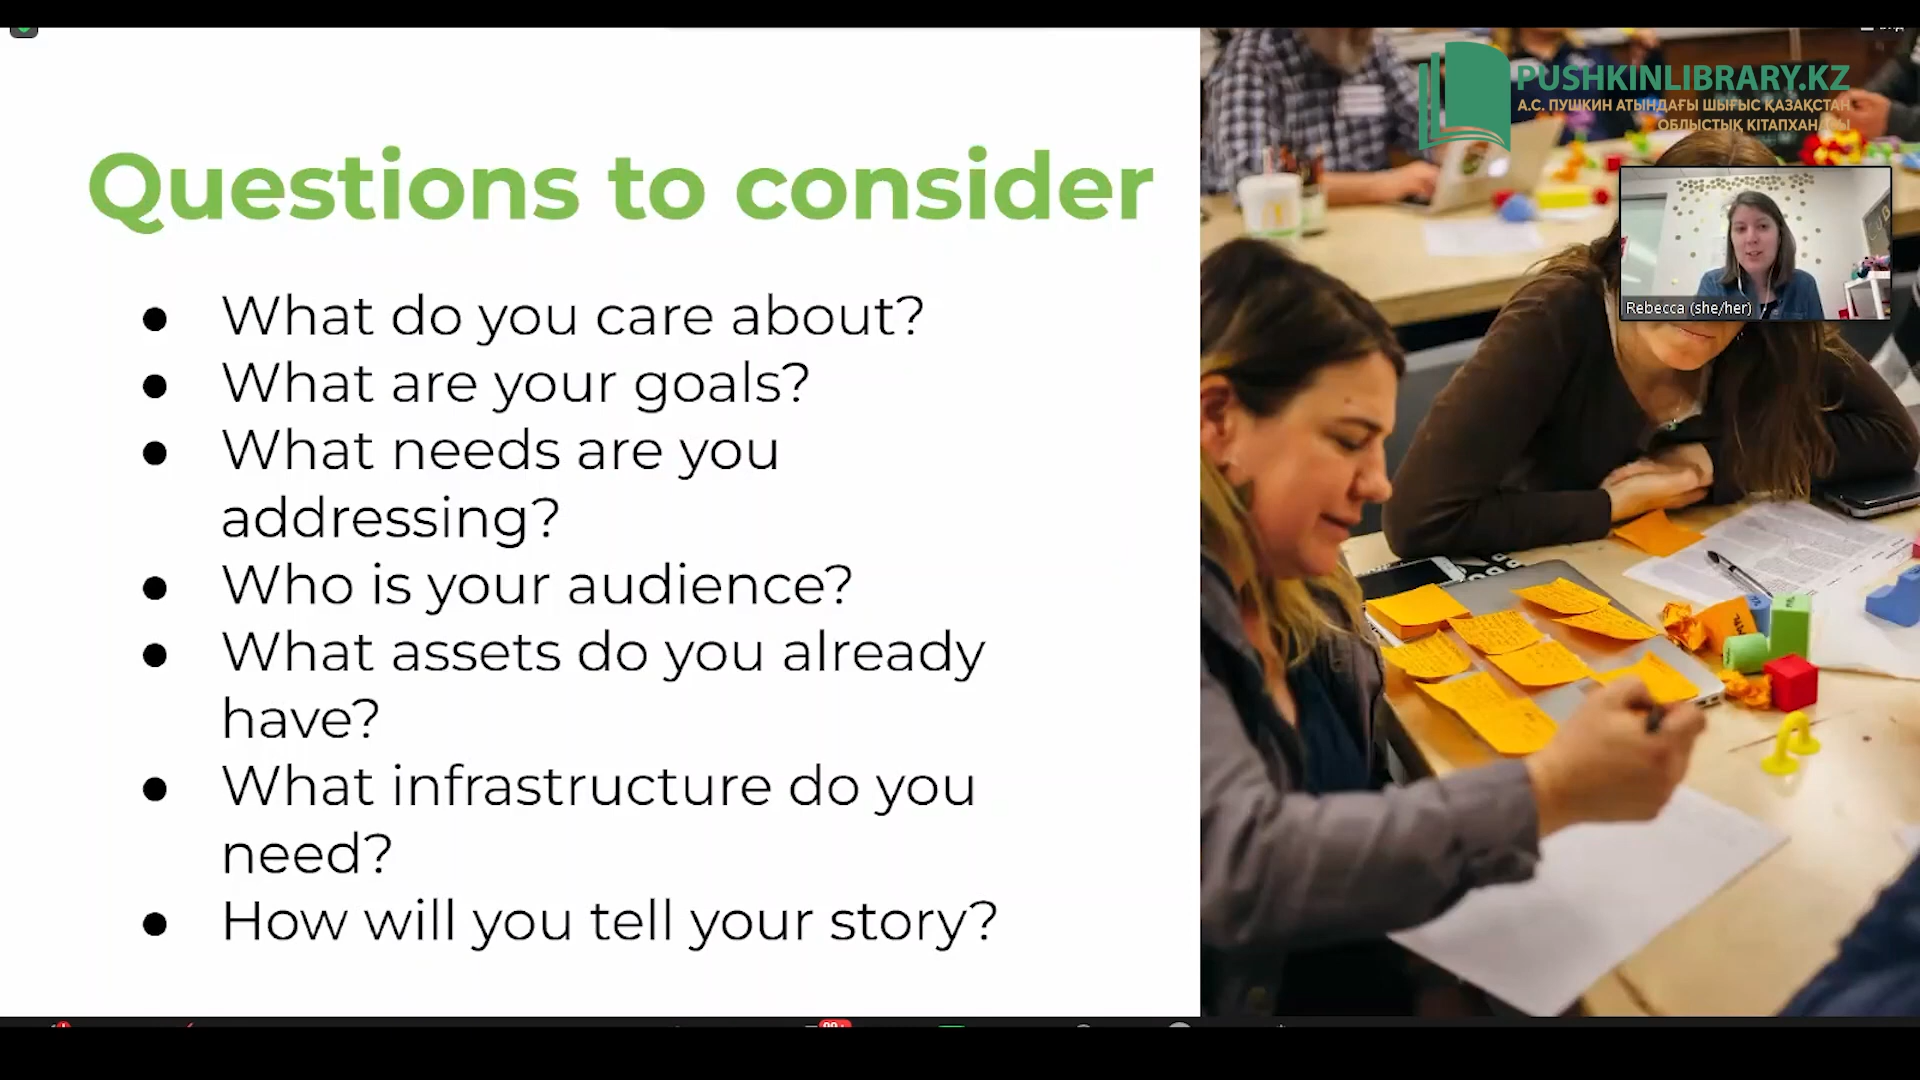 Questions to consider
● What do you care about?
● What are your goals?
● What needs are you
addressing?
● Who is your audience?
● What assets do you already
have?
● What infrastructure do you
need?
● How will you tell your story?
PUSHKINLIBRARY.KZ
А.С. ПУШКИН АТЫНДАҒЫ ШЫҒЫС ҚАЗАҚСТАН
ОБЛЫСТЫҚ КІТАПХАНАСЫ
Rebecca (she/her)